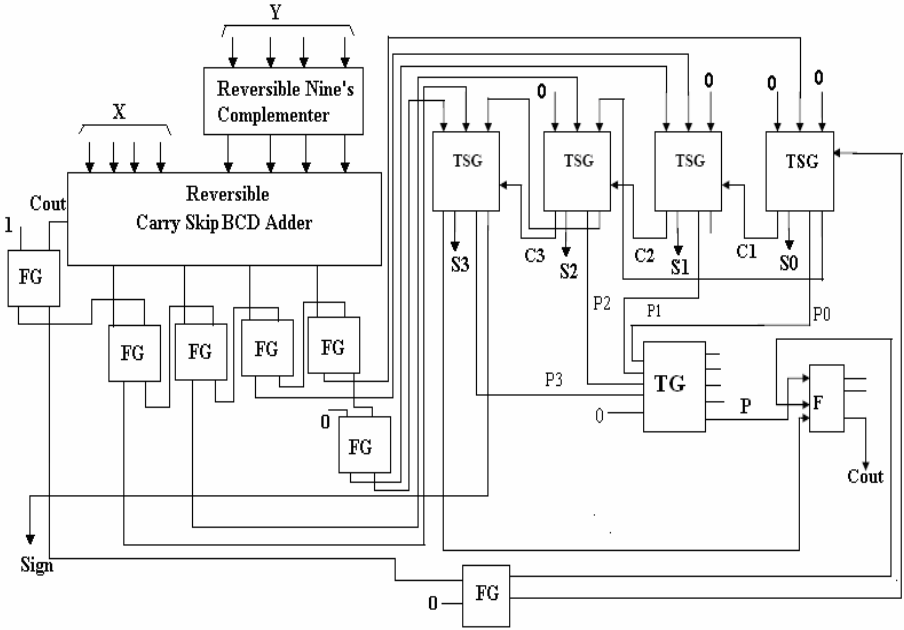 Y
Reversible Nine's
Complementer
X
0
0
0
0
TSG
TSG
TSG
TSG
Reversible
Carry Skip BCD Adder
Cout
1
FG
S3
C3
S2
C2
S1
C1
S0
P2
P1
P0
FG
FG
FG
FG
TG
P3
0
P
F
0
FG
Cout
Sign
0
FG